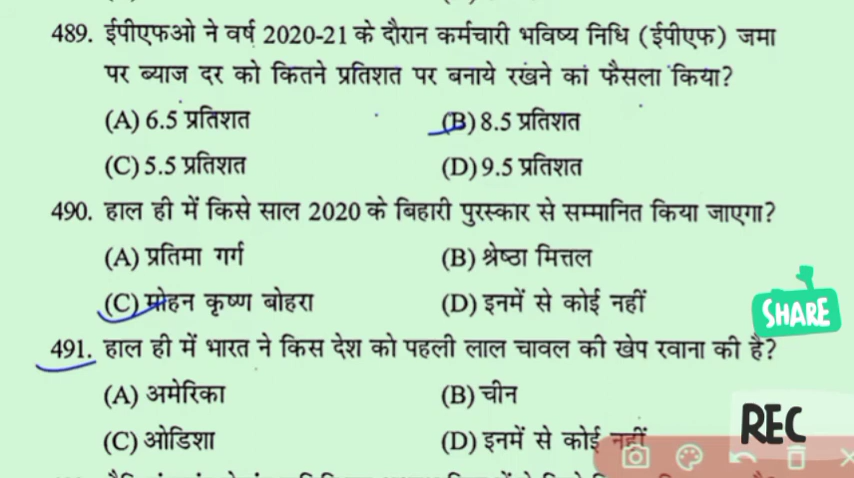 489. ईपीएफओ ने वर्ष 2020-21 के दौरान कर्मचारी भविष्य निधि (ईपीएफ) जमा
पर ब्याज दर को कितने प्रतिशत पर बनाये रखने का फैसला किया?
(A) 6.5 प्रतिशत (B) 8.5 प्रतिशत
(C) 5.5 प्रतिशत (D) 9.5 प्रतिशत
490. हाल ही में किसे साल 2020 के बिहारी पुरस्कार से सम्मानित किया जाएगा?
(A) प्रतिमा गर्ग (B) श्रेष्ठा मित्तल
(C) मोहन कृष्ण बोहरा (D) इनमें से कोई नहीं
SHARE
491. हाल ही में भारत ने किस देश को पहली लाल चावल की खेप रवाना की है?
(A) अमेरिका (B) चीन
(C) ओडिशा (D) इनमें से कोई नहीं
REC